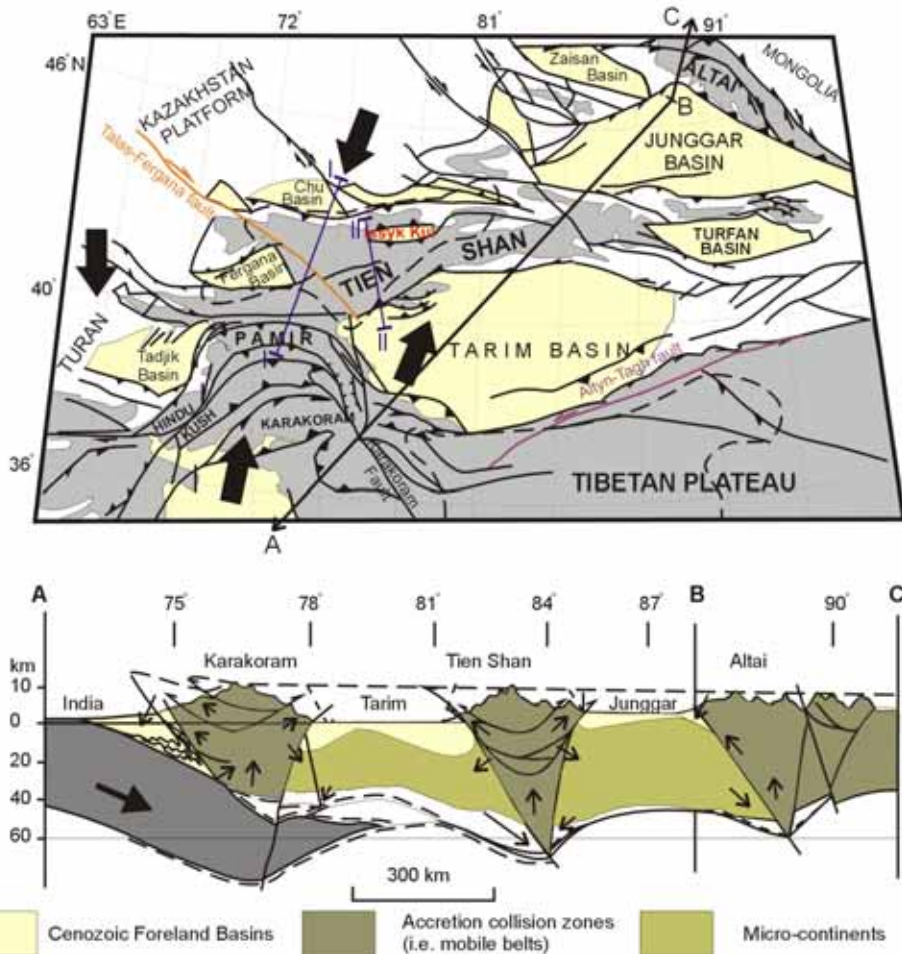 63°E
72°
81°
C
91°
46°N
Zaisan
Basin
ALTAI
MONGOLIA
KAZAKHSTAN
PLATFORM
B
JUNGGAR
BASIN
Talas-Fergana fault
I
Chu
Basin
II
Issyk Kul
TURFAN
BASIN
TIEN SHAN
Fergana
Basin
40°
TURAN
PAMIR
I
II
TARIM BASIN
Tadjik
Basin
Altyn-Tagh fault
HINDU
KUSH
KARAKORAM
36°
Karakoram
Fault
TIBETAN PLATEAU
A
A
75°
78°
81°
84°
87°
B
90°
C
km
Karakoram
Tien Shan
Altai
10
India
Tarim
Junggar
0
20
40
60
300 km
Cenozoic Foreland Basins
Accretion collision zones
(i.e. mobile belts)
Micro-continents